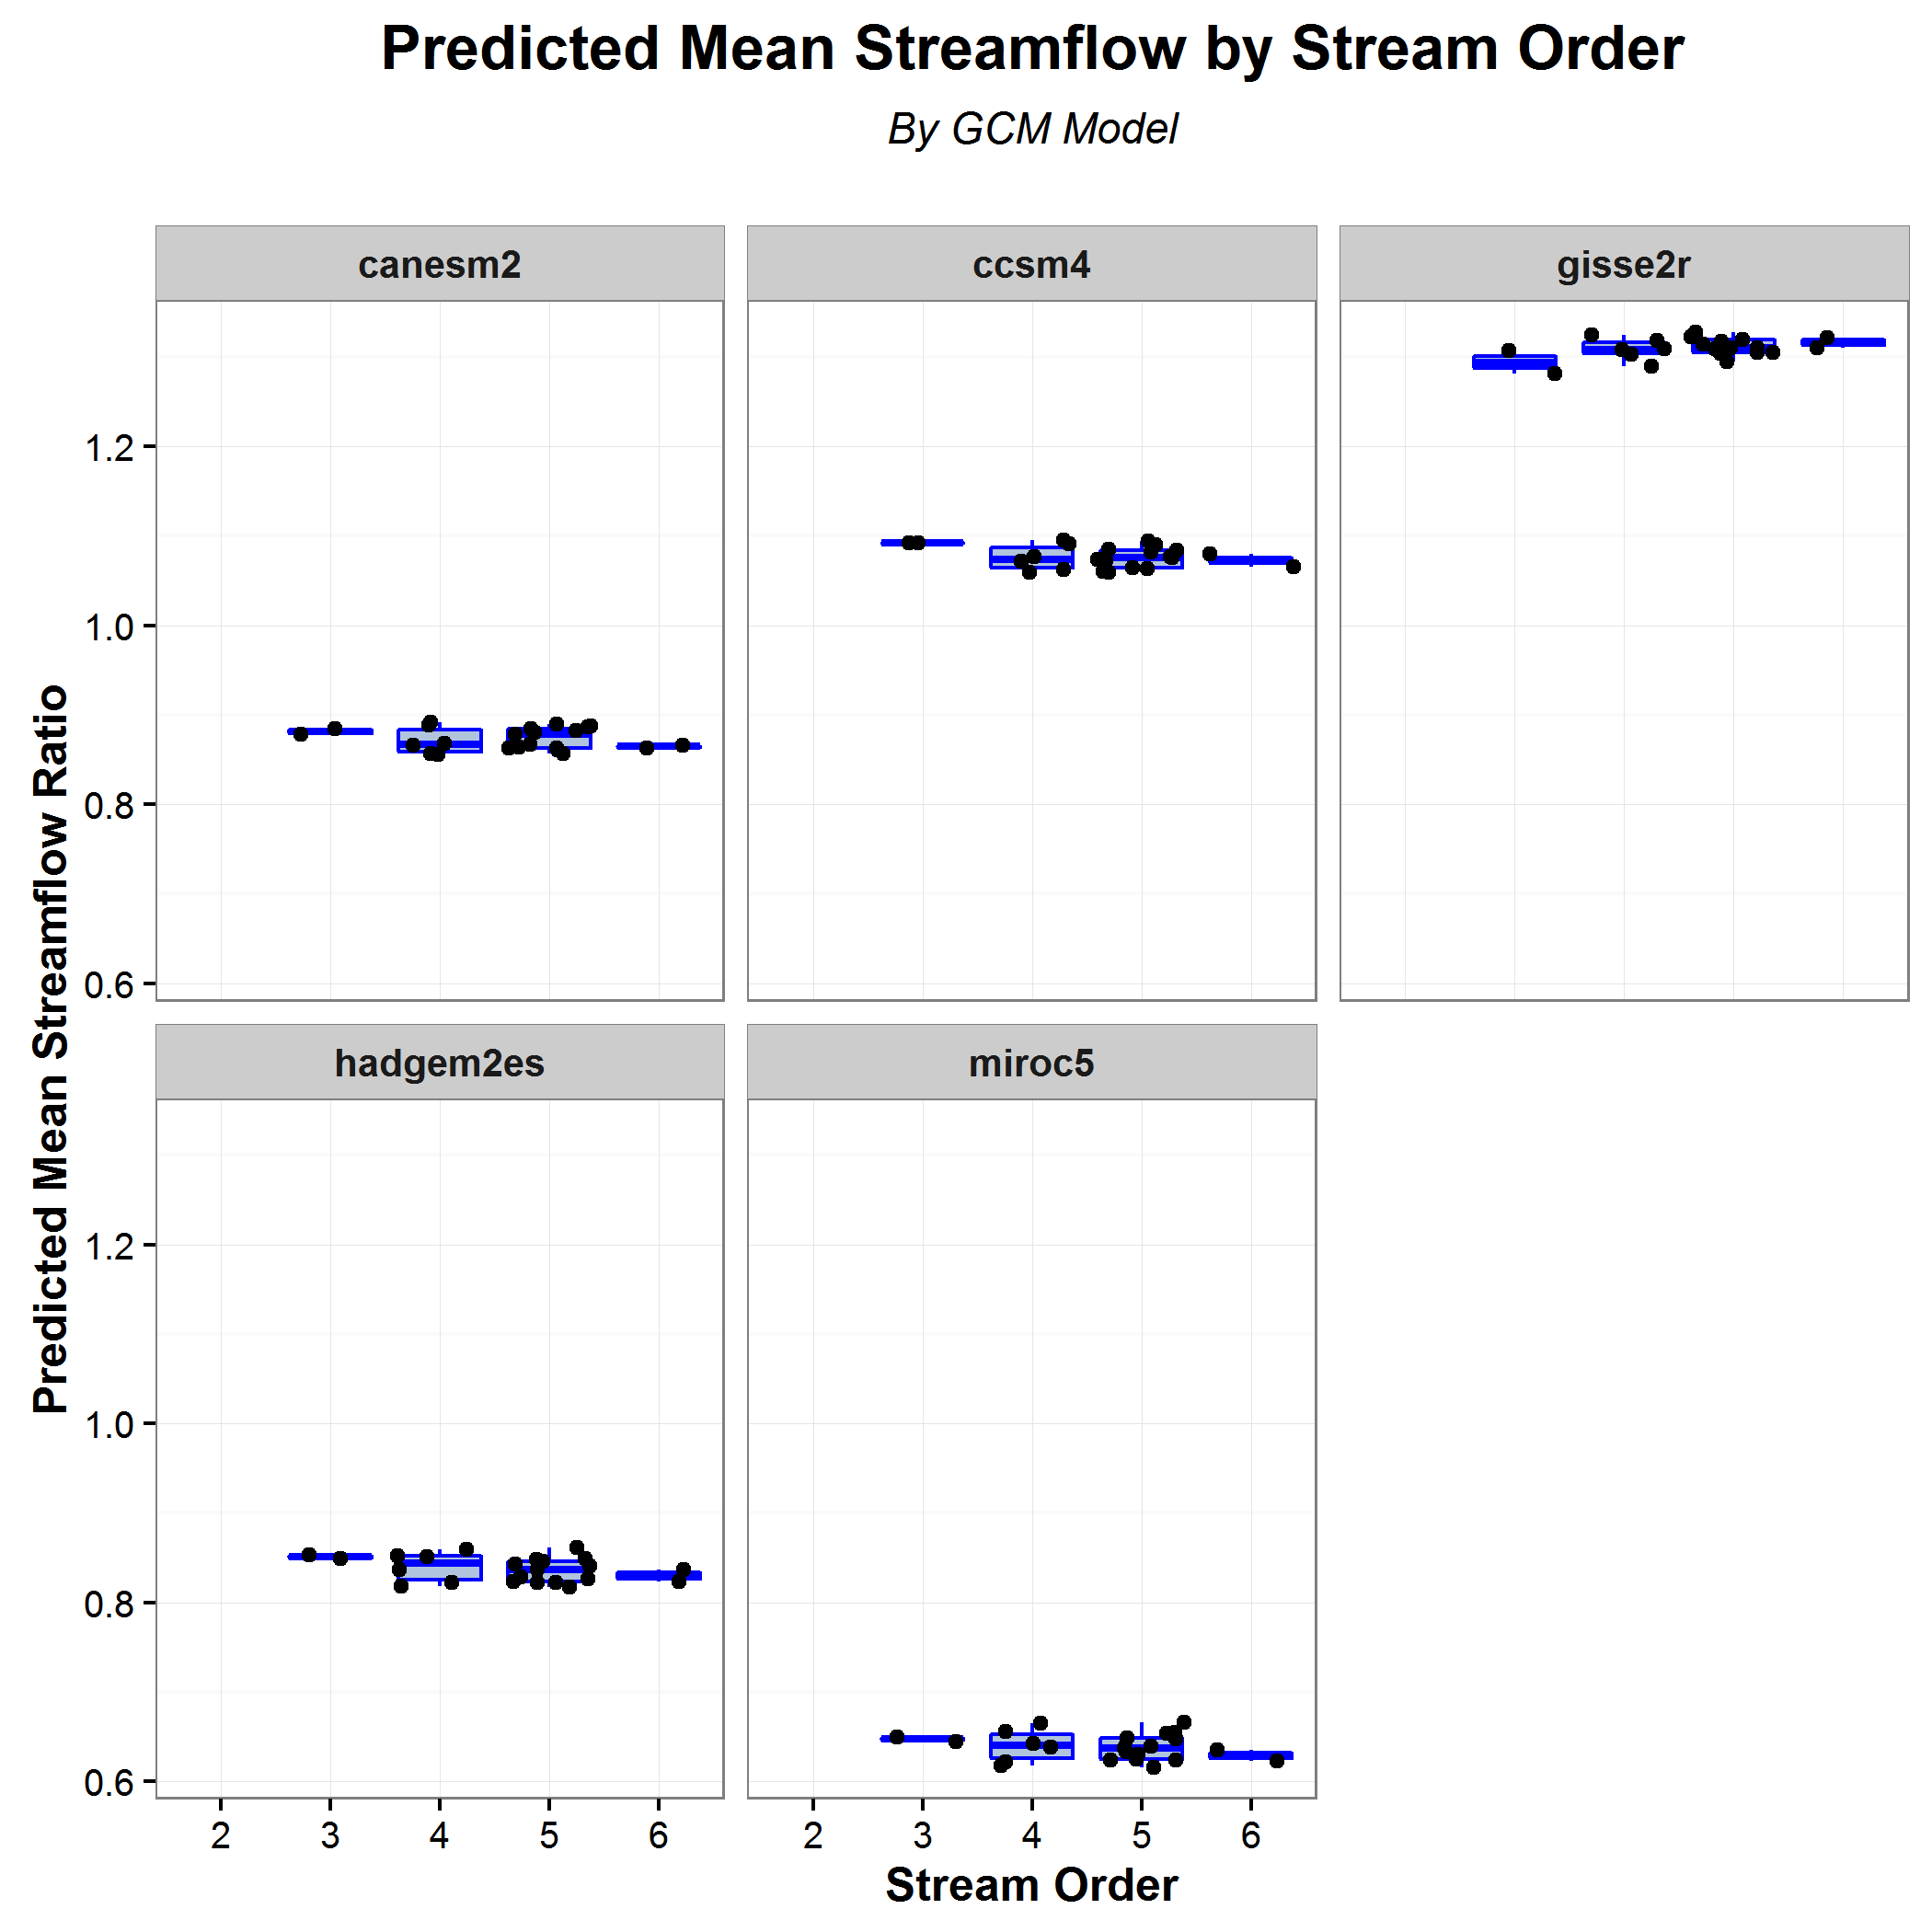 Predicted Mean Streamflow by Stream Order
By GCM Model
canesm2
ccsm4
gisse2r
1.2
1.0
0.8
0.6
Predicted Mean Streamflow Ratio
hadgem2es
miroc5
1.2
1.0
0.8
0.6
2 3 4 5 6
2 3 4 5 6
Stream Order